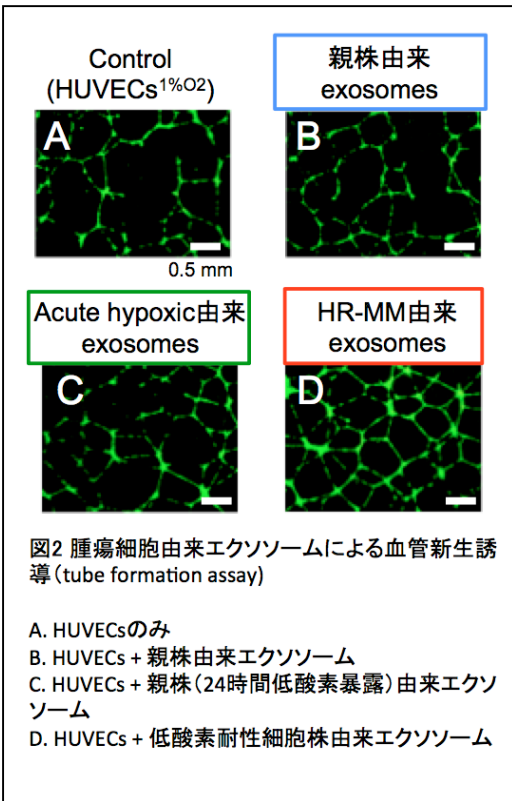 Control
(HUVECs1%O2)
親株由来
exosomes
A
B
0.5 mm
Acute hypoxic由来
exosomes
HR-MM由来
exosomes
C
D
図2 腫瘍細胞由来エクソソームによる血管新生誘
導(tube formation assay)
A. HUVECsのみ
B. HUVECs + 親株由来エクソソーム
C. HUVECs + 親株(24時間低酸素暴露)由来エクソ
ソーム
D. HUVECs + 低酸素耐性細胞株由来エクソソーム